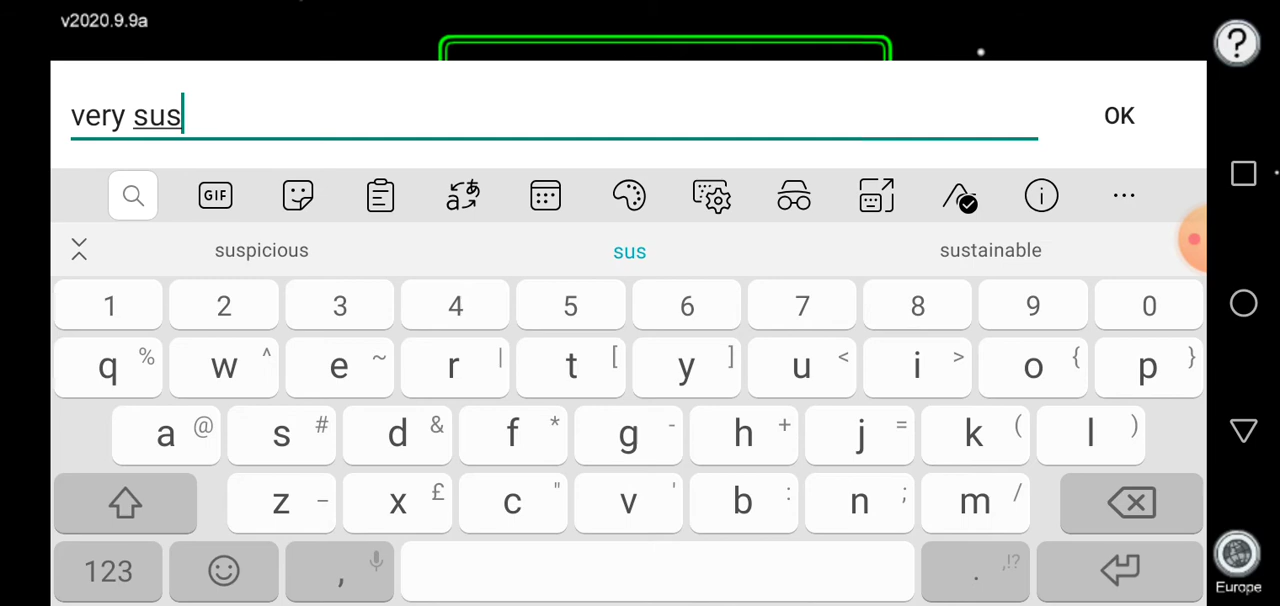 v2020.9.9a
very sus
OK
GIF
suspicious sus sustainable
1 2 3 4 5 6 7 8 9 0
q % w ^ e ~ r | t [ y ] u < i > o { p }
a @ s # d & f * g - h + j = k ( l )
z – x £ c " v ' b : n ; m /
123 , . ,!?
Europe